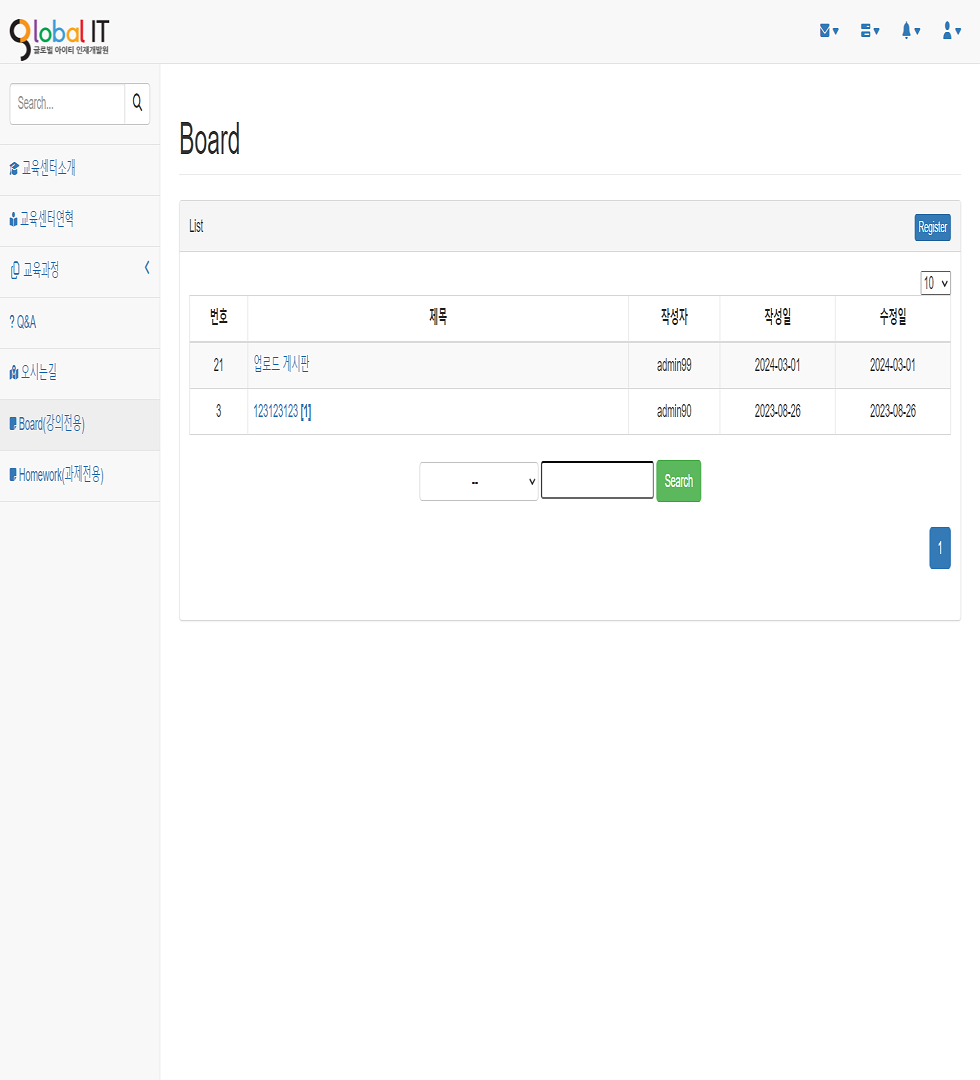 global IT
글로벌 아이티 인재개발원
Search...
교육센터소개
교육센터연혁
교육과정
? Q&A
오시는길
Board(강의전용)
Homework(과제전용)
Board
List
Register
10
번호 제목 작성자 작성일 수정일
21 업로드 게시판 admin99 2024-03-01 2024-03-01
3 123123123 [1] admin90 2023-08-26 2023-08-26
-- Search
1